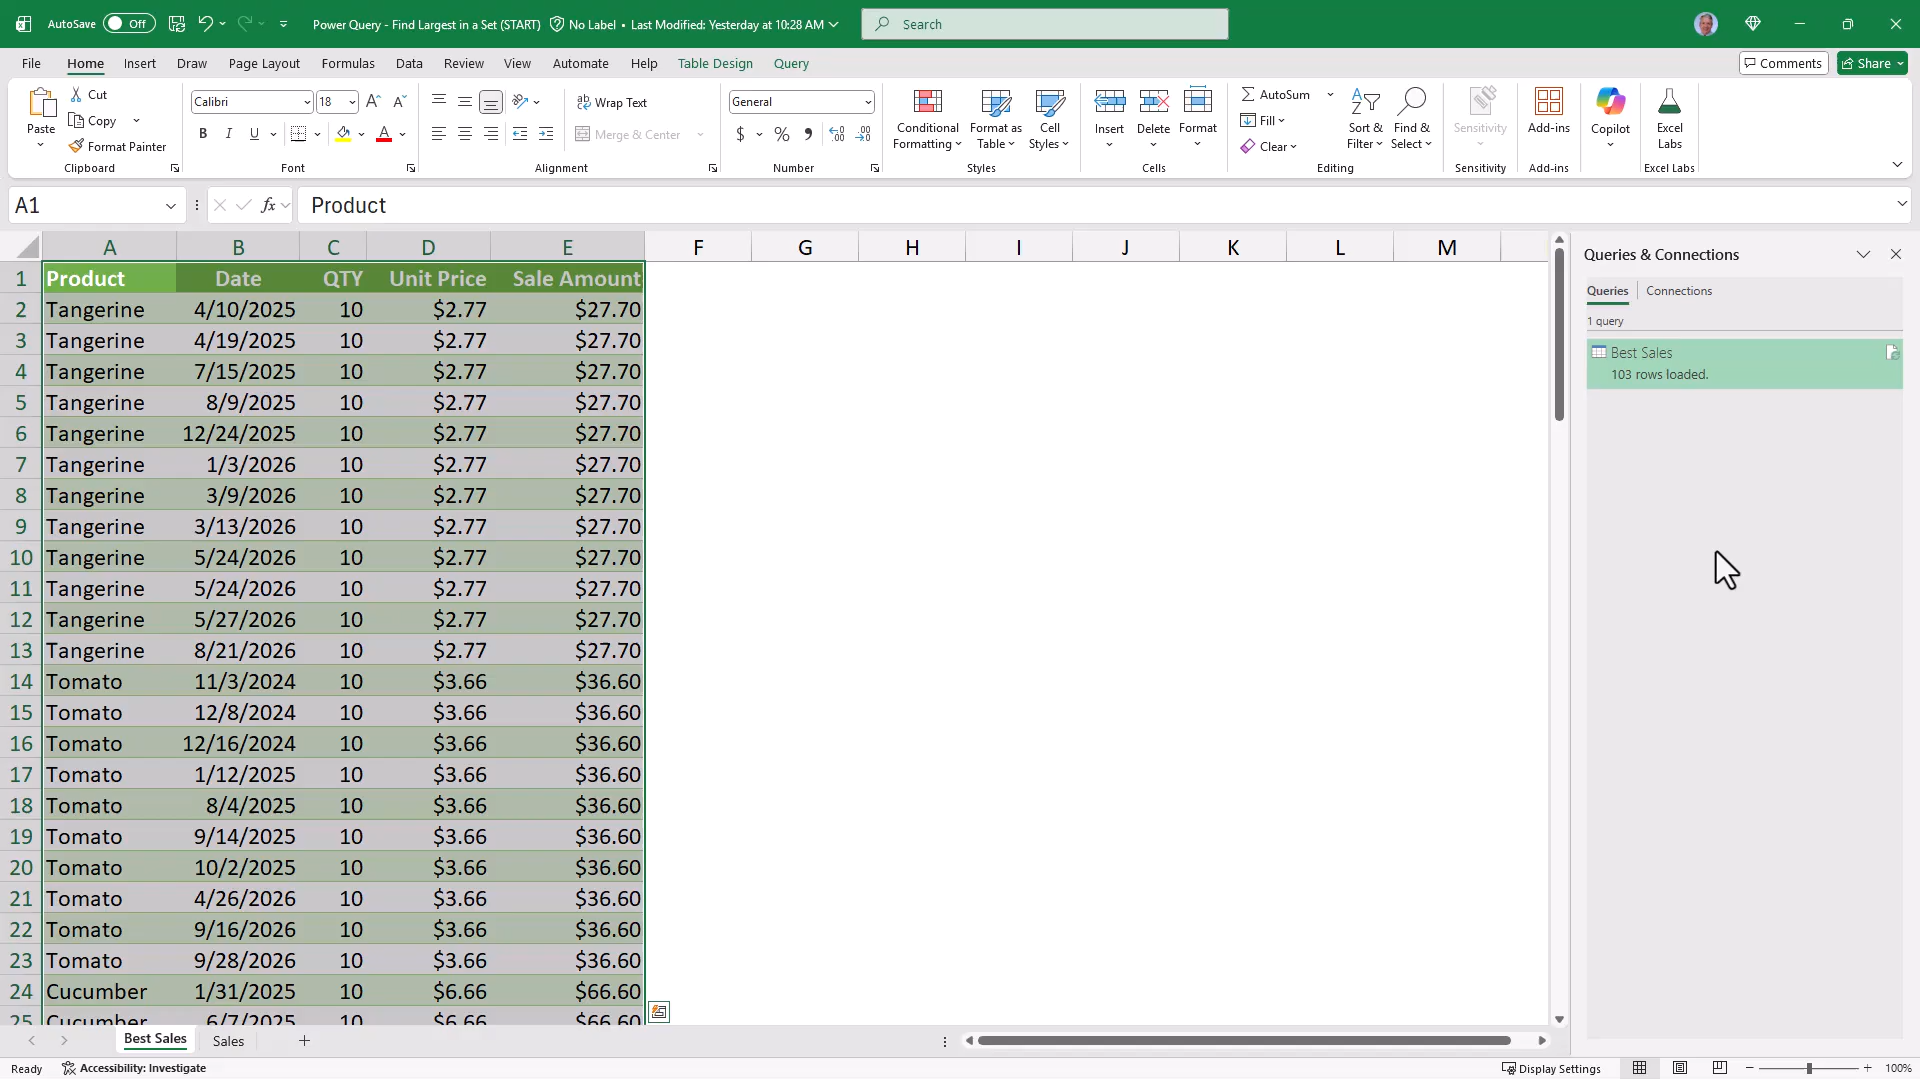 AutoSave Off Power Query - Find Largest in a Set (START) No Label • Last Modified: Yesterday at 10:28 AM Search
File Home Insert Draw Page Layout Formulas Data Review View Automate Help Table Design Query Comments Share
Paste Cut Copy Format Painter Clipboard
Calibri 18 B I U A A Font
Wrap Text Merge & Center Alignment
General $ % Number
Conditional Formatting Format as Table Cell Styles Styles
Insert Delete Format Cells
AutoSum Fill Clear Sort & Filter Find & Select Editing
Sensitivity Sensitivity
Add-ins Add-ins
Copilot
Excel Labs Excel Labs
A1 fx Product
A B C D E F G H I J K L M
1 Product Date QTY Unit Price Sale Amount
2 Tangerine 4/10/2025 10 $2.77 $27.70
3 Tangerine 4/19/2025 10 $2.77 $27.70
4 Tangerine 7/15/2025 10 $2.77 $27.70
5 Tangerine 8/9/2025 10 $2.77 $27.70
6 Tangerine 12/24/2025 10 $2.77 $27.70
7 Tangerine 1/3/2026 10 $2.77 $27.70
8 Tangerine 3/9/2026 10 $2.77 $27.70
9 Tangerine 3/13/2026 10 $2.77 $27.70
10 Tangerine 5/24/2026 10 $2.77 $27.70
11 Tangerine 5/24/2026 10 $2.77 $27.70
12 Tangerine 5/27/2026 10 $2.77 $27.70
13 Tangerine 8/21/2026 10 $2.77 $27.70
14 Tomato 11/3/2024 10 $3.66 $36.60
15 Tomato 12/8/2024 10 $3.66 $36.60
16 Tomato 12/16/2024 10 $3.66 $36.60
17 Tomato 1/12/2025 10 $3.66 $36.60
18 Tomato 8/4/2025 10 $3.66 $36.60
19 Tomato 9/14/2025 10 $3.66 $36.60
20 Tomato 10/2/2025 10 $3.66 $36.60
21 Tomato 4/26/2026 10 $3.66 $36.60
22 Tomato 9/16/2026 10 $3.66 $36.60
23 Tomato 9/28/2026 10 $3.66 $36.60
24 Cucumber 1/31/2025 10 $6.66 $66.60
25 Cucumber 6/7/2025 10 $6.66 $66.60
Queries & Connections
Queries Connections
1 query
Best Sales
103 rows loaded.
Best Sales Sales
Ready Accessibility: Investigate Display Settings 100%